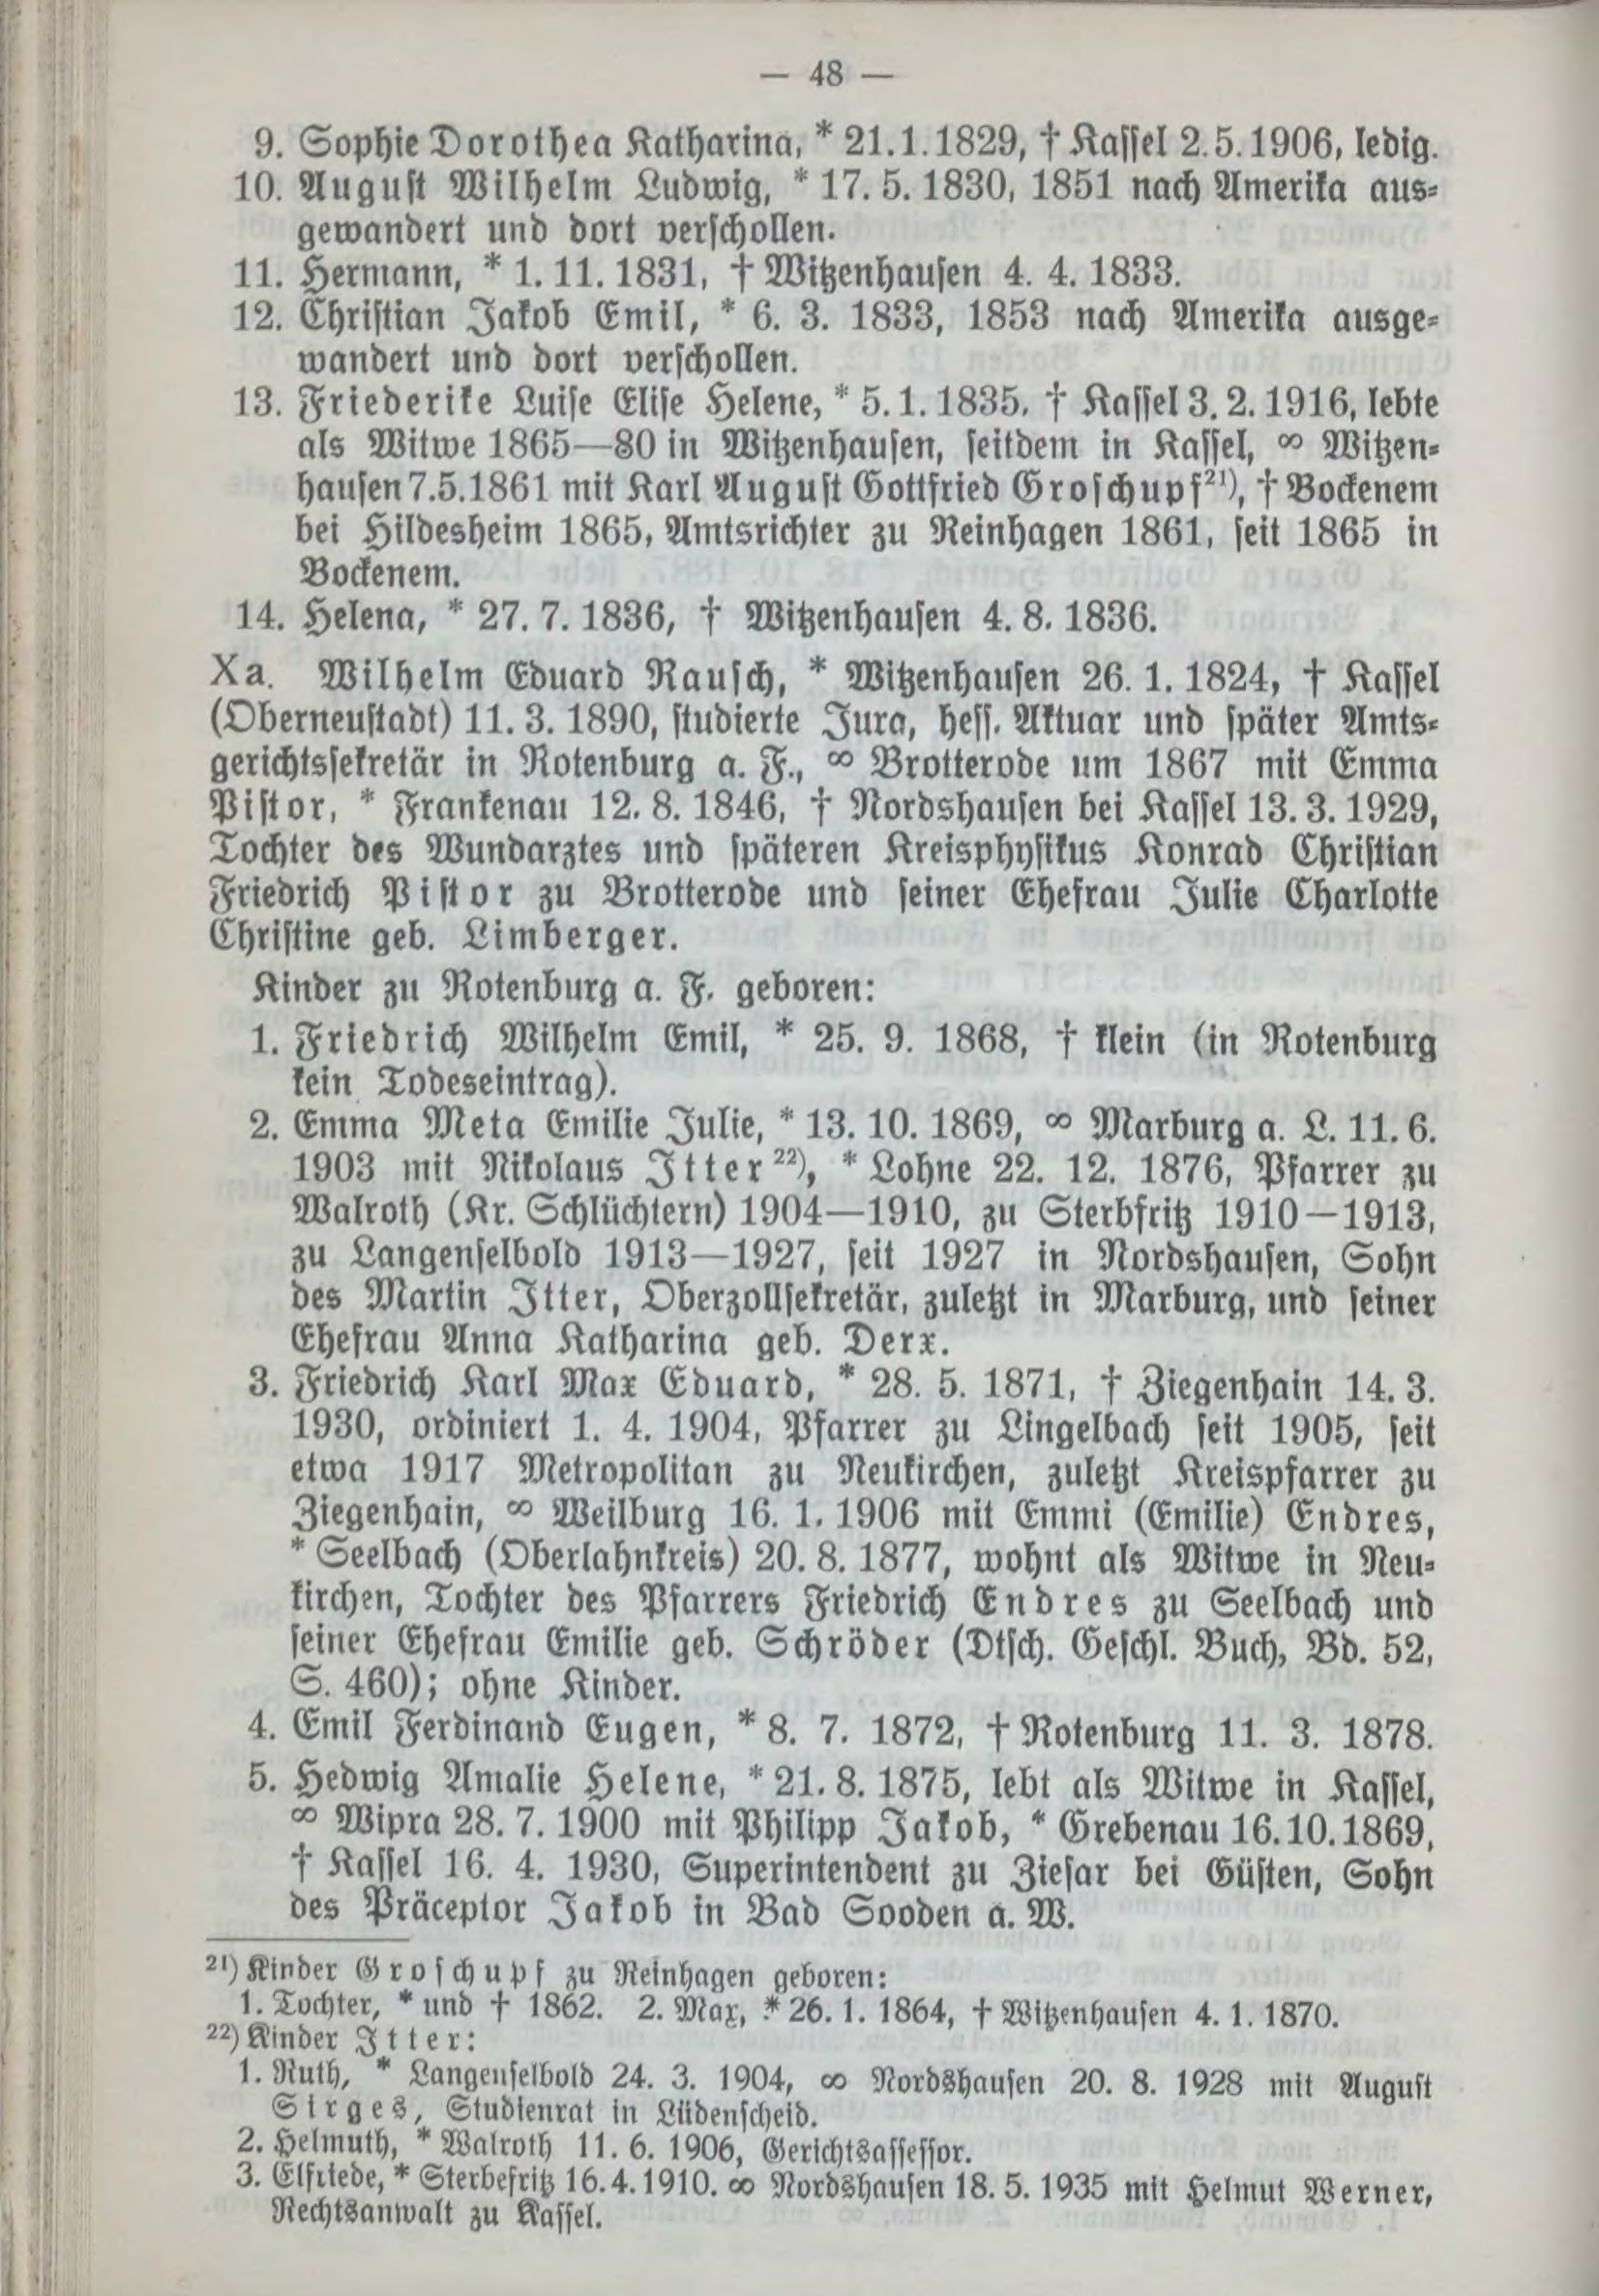 — 48 —
9. Sophie Dorothea Katharina, * 21. 1. 1829, † Kassel 2. 5. 1906, ledig.
10. August Wilhelm Ludwig, * 17. 5. 1830, 1851 nach Amerika aus-
gewandert und dort verschollen.
11. Hermann, * 1. 11. 1831, † Witzenhausen 4. 4. 1833.
12. Christian Jakob Emil, * 6. 3. 1833, 1853 nach Amerika ausge-
wandert und dort verschollen.
13. Friederike Luise Elise Helene, * 5. 1. 1835, † Kassel 3. 2. 1916, lebte
als Witwe 1865—80 in Witzenhausen, seitdem in Kassel, ∞ Witzen-
hausen 7.5.1861 mit Karl August Gottfried Groschupf²¹), † Bockenem
bei Hildesheim 1865, Amtsrichter zu Reinhagen 1861, seit 1865 in
Bockenem.
14. Helena, * 27. 7. 1836, † Witzenhausen 4. 8. 1836.
Xa. Wilhelm Eduard Rausch, * Witzenhausen 26. 1. 1824, † Kassel
(Oberneustadt) 11. 3. 1890, studierte Jura, hess. Aktuar und später Amts-
gerichtssekretär in Rotenburg a. F., ∞ Brotterode um 1867 mit Emma
Pistor, * Frankenau 12. 8. 1846, † Nordshausen bei Kassel 13. 3. 1929,
Tochter des Wundarztes und späteren Kreisphysikus Konrad Christian
Friedrich Pistor zu Brotterode und seiner Ehefrau Julie Charlotte
Christine geb. Limberger.
Kinder zu Rotenburg a. F. geboren:
1. Friedrich Wilhelm Emil, * 25. 9. 1868, † klein (in Rotenburg
kein Todeseintrag).
2. Emma Meta Emilie Julie, * 13. 10. 1869, ∞ Marburg a. L. 11. 6.
1903 mit Nikolaus Itter²²), * Lohne 22. 12. 1876, Pfarrer zu
Walroth (Kr. Schlüchtern) 1904—1910, zu Sterbfritz 1910—1913,
zu Langenselbold 1913—1927, seit 1927 in Nordshausen, Sohn
des Martin Itter, Oberzollsekretär, zuletzt in Marburg, und seiner
Ehefrau Anna Katharina geb. Derx.
3. Friedrich Karl Max Eduard, * 28. 5. 1871, † Ziegenhain 14. 3.
1930, ordiniert 1. 4. 1904, Pfarrer zu Lingelbach seit 1905, seit
etwa 1917 Metropolitan zu Neukirchen, zuletzt Kreispfarrer zu
Ziegenhain, ∞ Weilburg 16. 1. 1906 mit Emmi (Emilie) Endres,
* Seelbach (Oberlahnkreis) 20. 8. 1877, wohnt als Witwe in Neu-
kirchen, Tochter des Pfarrers Friedrich Endres zu Seelbach und
seiner Ehefrau Emilie geb. Schröder (Dtsch. Geschl. Buch, Bd. 52,
S. 460); ohne Kinder.
4. Emil Ferdinand Eugen, * 8. 7. 1872, † Rotenburg 11. 3. 1878.
5. Hedwig Amalie Helene, * 21. 8. 1875, lebt als Witwe in Kassel,
∞ Wipra 28. 7. 1900 mit Philipp Jakob, * Grebenau 16.10.1869,
† Kassel 16. 4. 1930, Superintendent zu Ziesar bei Güsten, Sohn
des Präceptor Jakob in Bad Sooden a. W.
²¹) Kinder Groschupf zu Reinhagen geboren:
1. Tochter, * und † 1862. 2. Max, * 26. 1. 1864, † Witzenhausen 4. 1. 1870.
²²) Kinder Itter:
1. Ruth, * Langenselbold 24. 3. 1904, ∞ Nordshausen 20. 8. 1928 mit August
Sirges, Studienrat in Lüdenscheid.
2. Helmuth, * Walroth 11. 6. 1906, Gerichtsassessor.
3. Elfriede, * Sterbefritz 16. 4. 1910. ∞ Nordshausen 18. 5. 1935 mit Helmut Werner,
Rechtsanwalt zu Kassel.